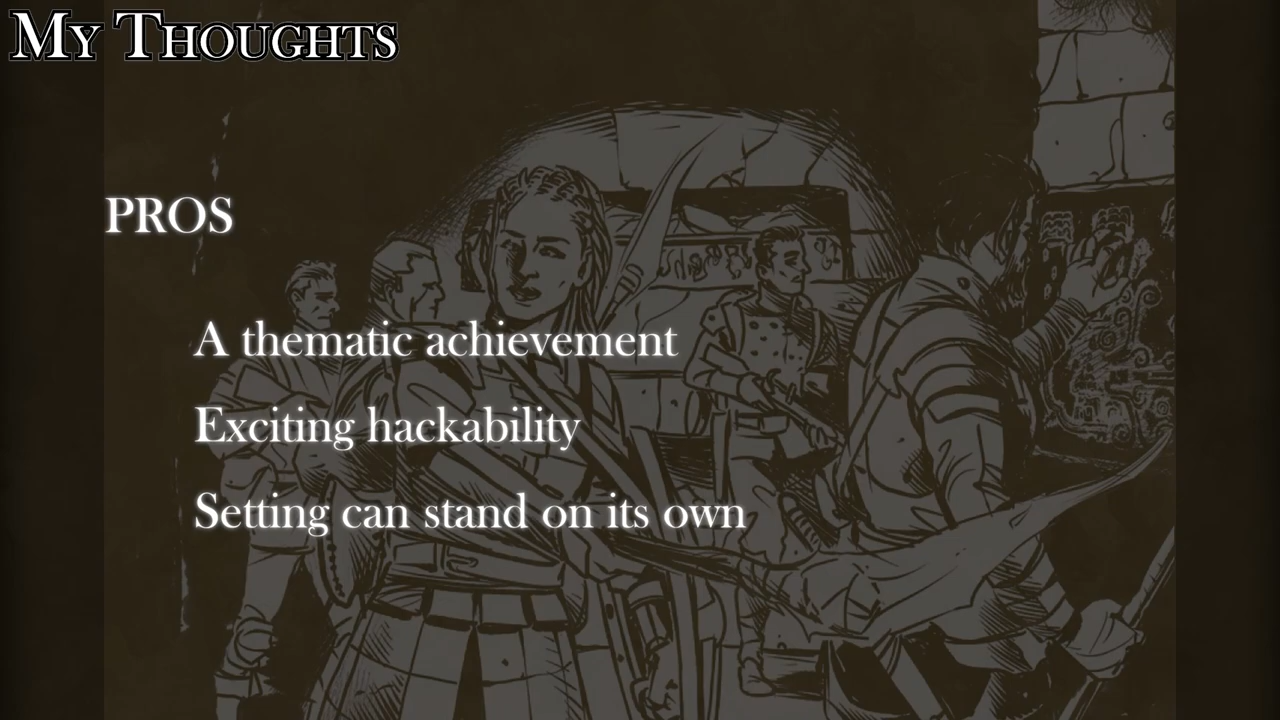 My Thoughts
PROS
A thematic achievement
Exciting hackability
Setting can stand on its own